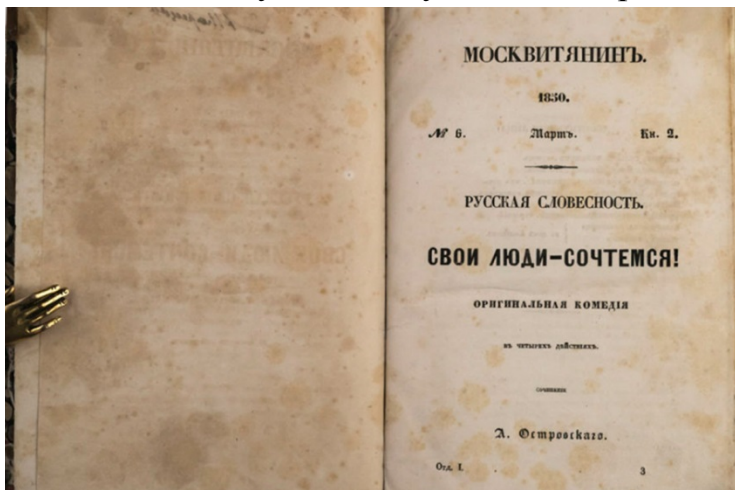 МОСКВИТЯНИНЪ.
1850.
№ 6. Мартъ. Кн. 2.
РУССКАЯ СЛОВЕСНОСТЬ.
СВОИ ЛЮДИ-СОЧТЕМСЯ!
ОРИГИНАЛЬНАЯ КОМЕДІЯ
въ четырехъ действіяхъ.
сочиненіе
А. Островскаго.
Отд. I. 3